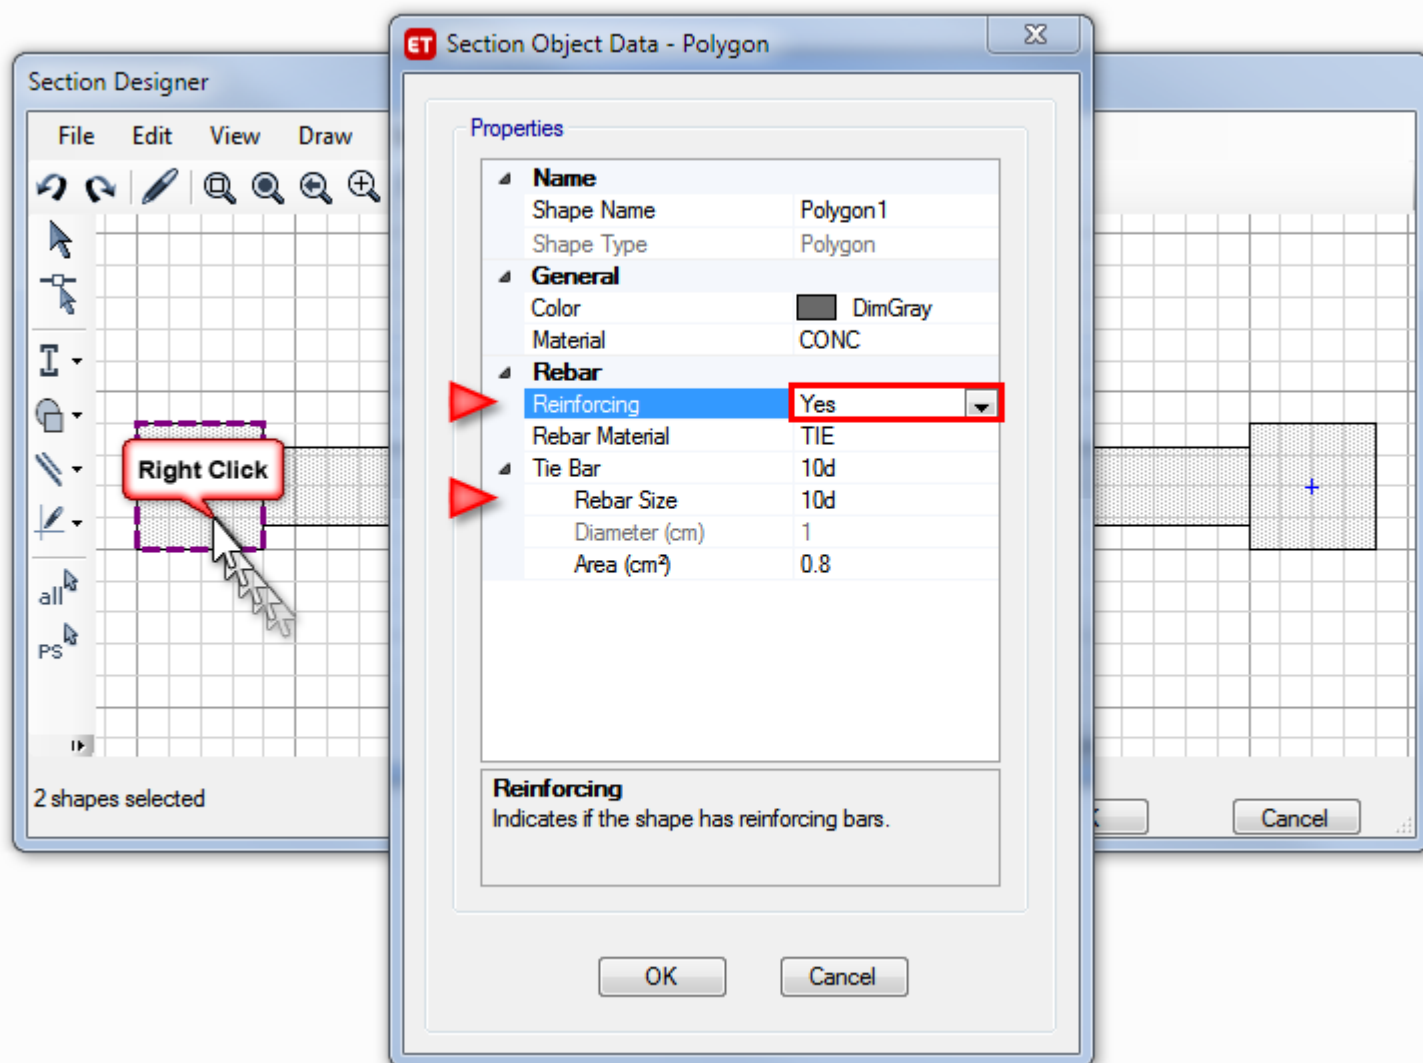 ET Section Object Data - Polygon
Section Designer
File Edit View Draw
Properties
Name
Shape Name Polygon1
Shape Type Polygon
General
Color DimGray
Material CONC
Rebar
Reinforcing Yes
Rebar Material TIE
Tie Bar 10d
Rebar Size 10d
Diameter (cm) 1
Area (cm²) 0.8
Right Click
all
PS
Reinforcing
Indicates if the shape has reinforcing bars.
2 shapes selected
Cancel
OK Cancel